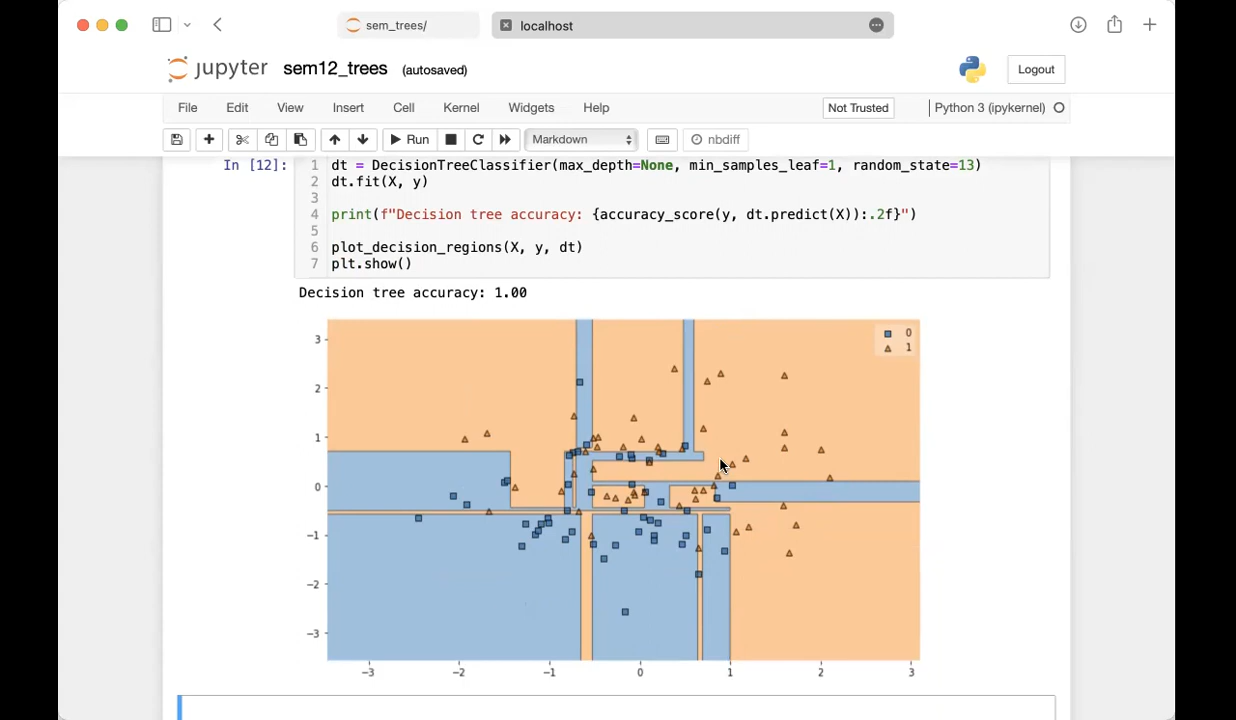 sem_trees/
localhost
jupyter sem12_trees (autosaved)
Logout
File Edit View Insert Cell Kernel Widgets Help
Not Trusted
Python 3 (ipykernel)
Run
Markdown
nbdiff
In [12]:
1 dt = DecisionTreeClassifier(max_depth=None, min_samples_leaf=1, random_state=13)
2 dt.fit(X, y)
3
4 print(f"Decision tree accuracy: {accuracy_score(y, dt.predict(X)):.2f}")
5
6 plot_decision_regions(X, y, dt)
7 plt.show()
Decision tree accuracy: 1.00
0
1
3
2
1
0
−1
−2
−3
−3 −2 −1 0 1 2 3